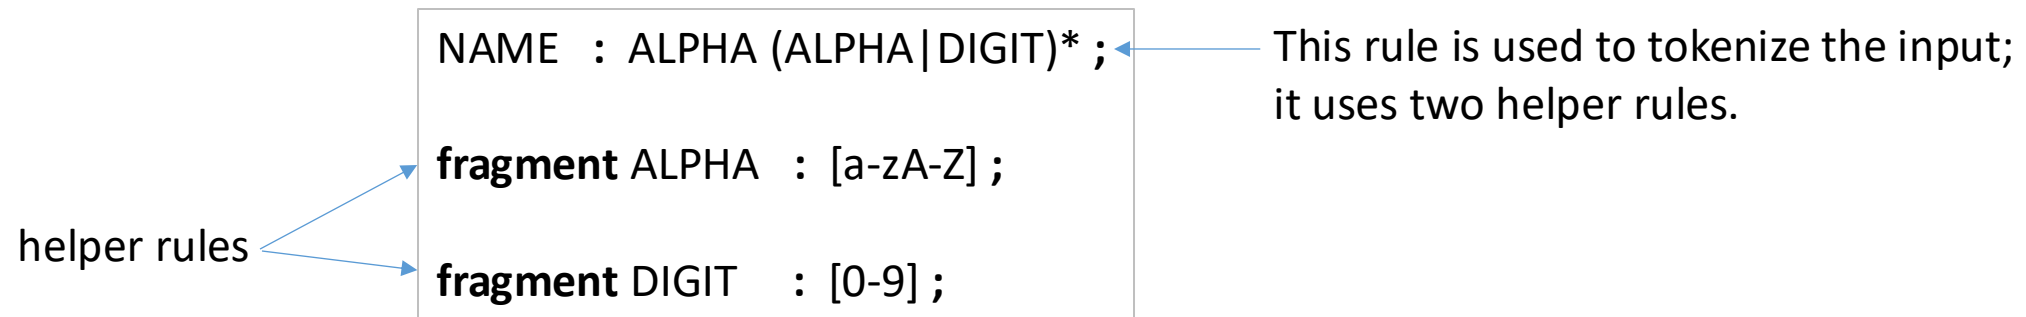 NAME : ALPHA (ALPHA|DIGIT)* ;
This rule is used to tokenize the input;
it uses two helper rules.
fragment ALPHA : [a-zA-Z] ;
helper rules
fragment DIGIT : [0-9] ;